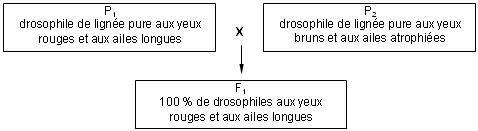 P₁
drosophile de lignée pure aux yeux
rouges et aux ailes longues
X
P₂
drosophile de lignée pure aux yeux
bruns et aux ailes atrophiées
F₁
100 % de drosophiles aux yeux
rouges et aux ailes longues